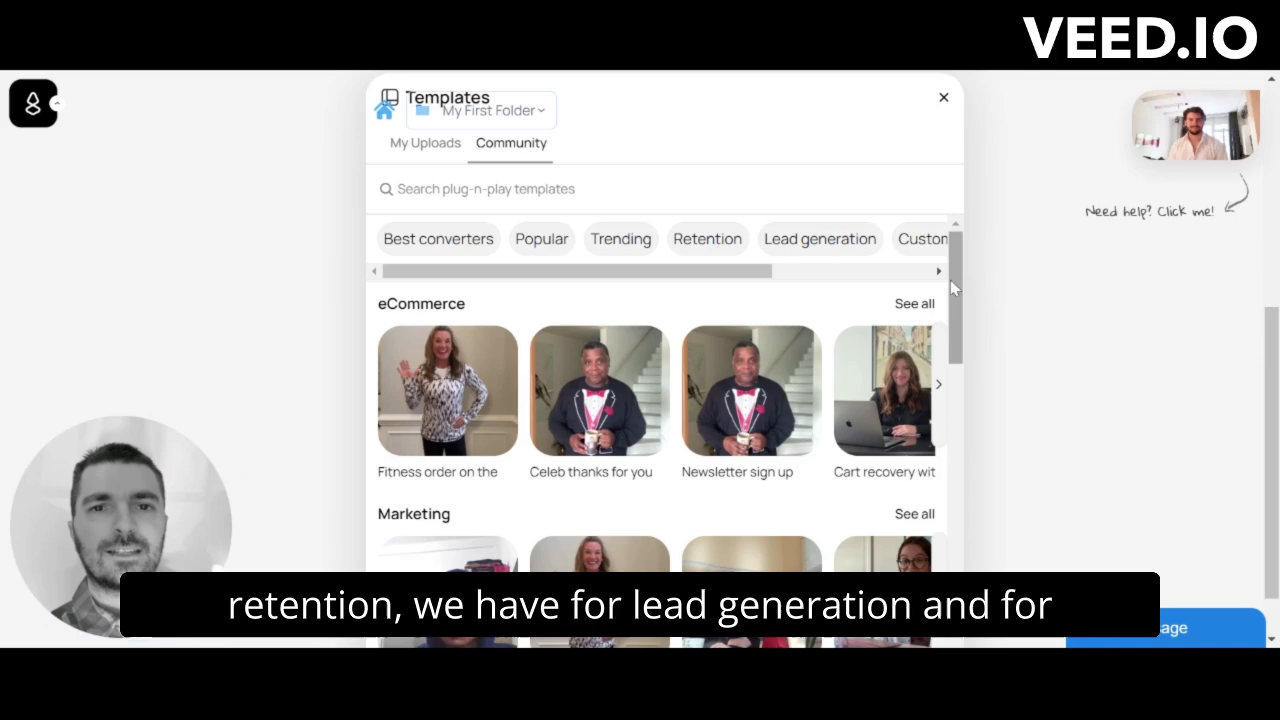 VEED.IO
Templates
My First Folder
My Uploads Community
Search plug-n-play templates
Need help? Click me!
Best converters Popular Trending Retention Lead generation Custom
eCommerce See all
Fitness order on the Celeb thanks for you Newsletter sign up Cart recovery wit
Marketing See all
retention, we have for lead generation and for
age